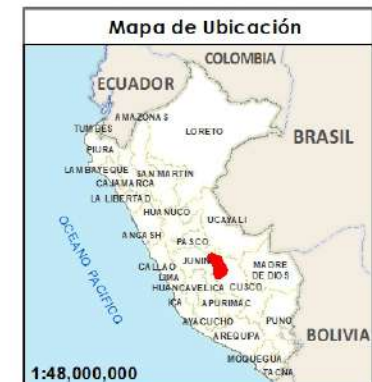 Mapa de Ubicación
COLOMBIA
ECUADOR
AMAZONAS
TUMBES
LORETO
BRASIL
PIURA
LAMBAYEQUE
SAN MARTIN
CAJAMARCA
LA LIBERTAD
HUANUCO
UCAYALI
ANCASH
PASCO
OCEANO PACIFICO
JUNIN
CALLAO
LIMA
MADRE
DE DIOS
HUANCAVELICA
CUSCO
ICA
APURIMAC
AYACUCHO
PUNO
AREQUIPA
BOLIVIA
MOQUEGUA
TACNA
1:48,000,000